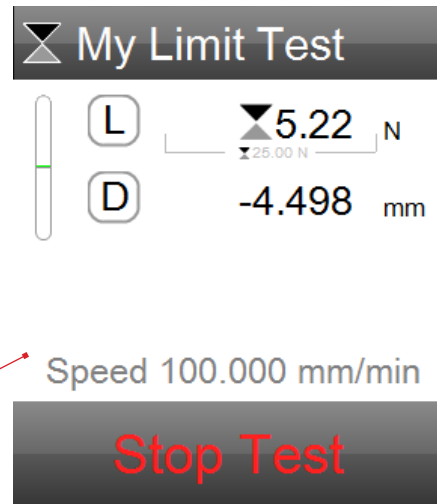 My Limit Test
L 5.22 N
25.00 N
D -4.498 mm
Speed 100.000 mm/min
Stop Test